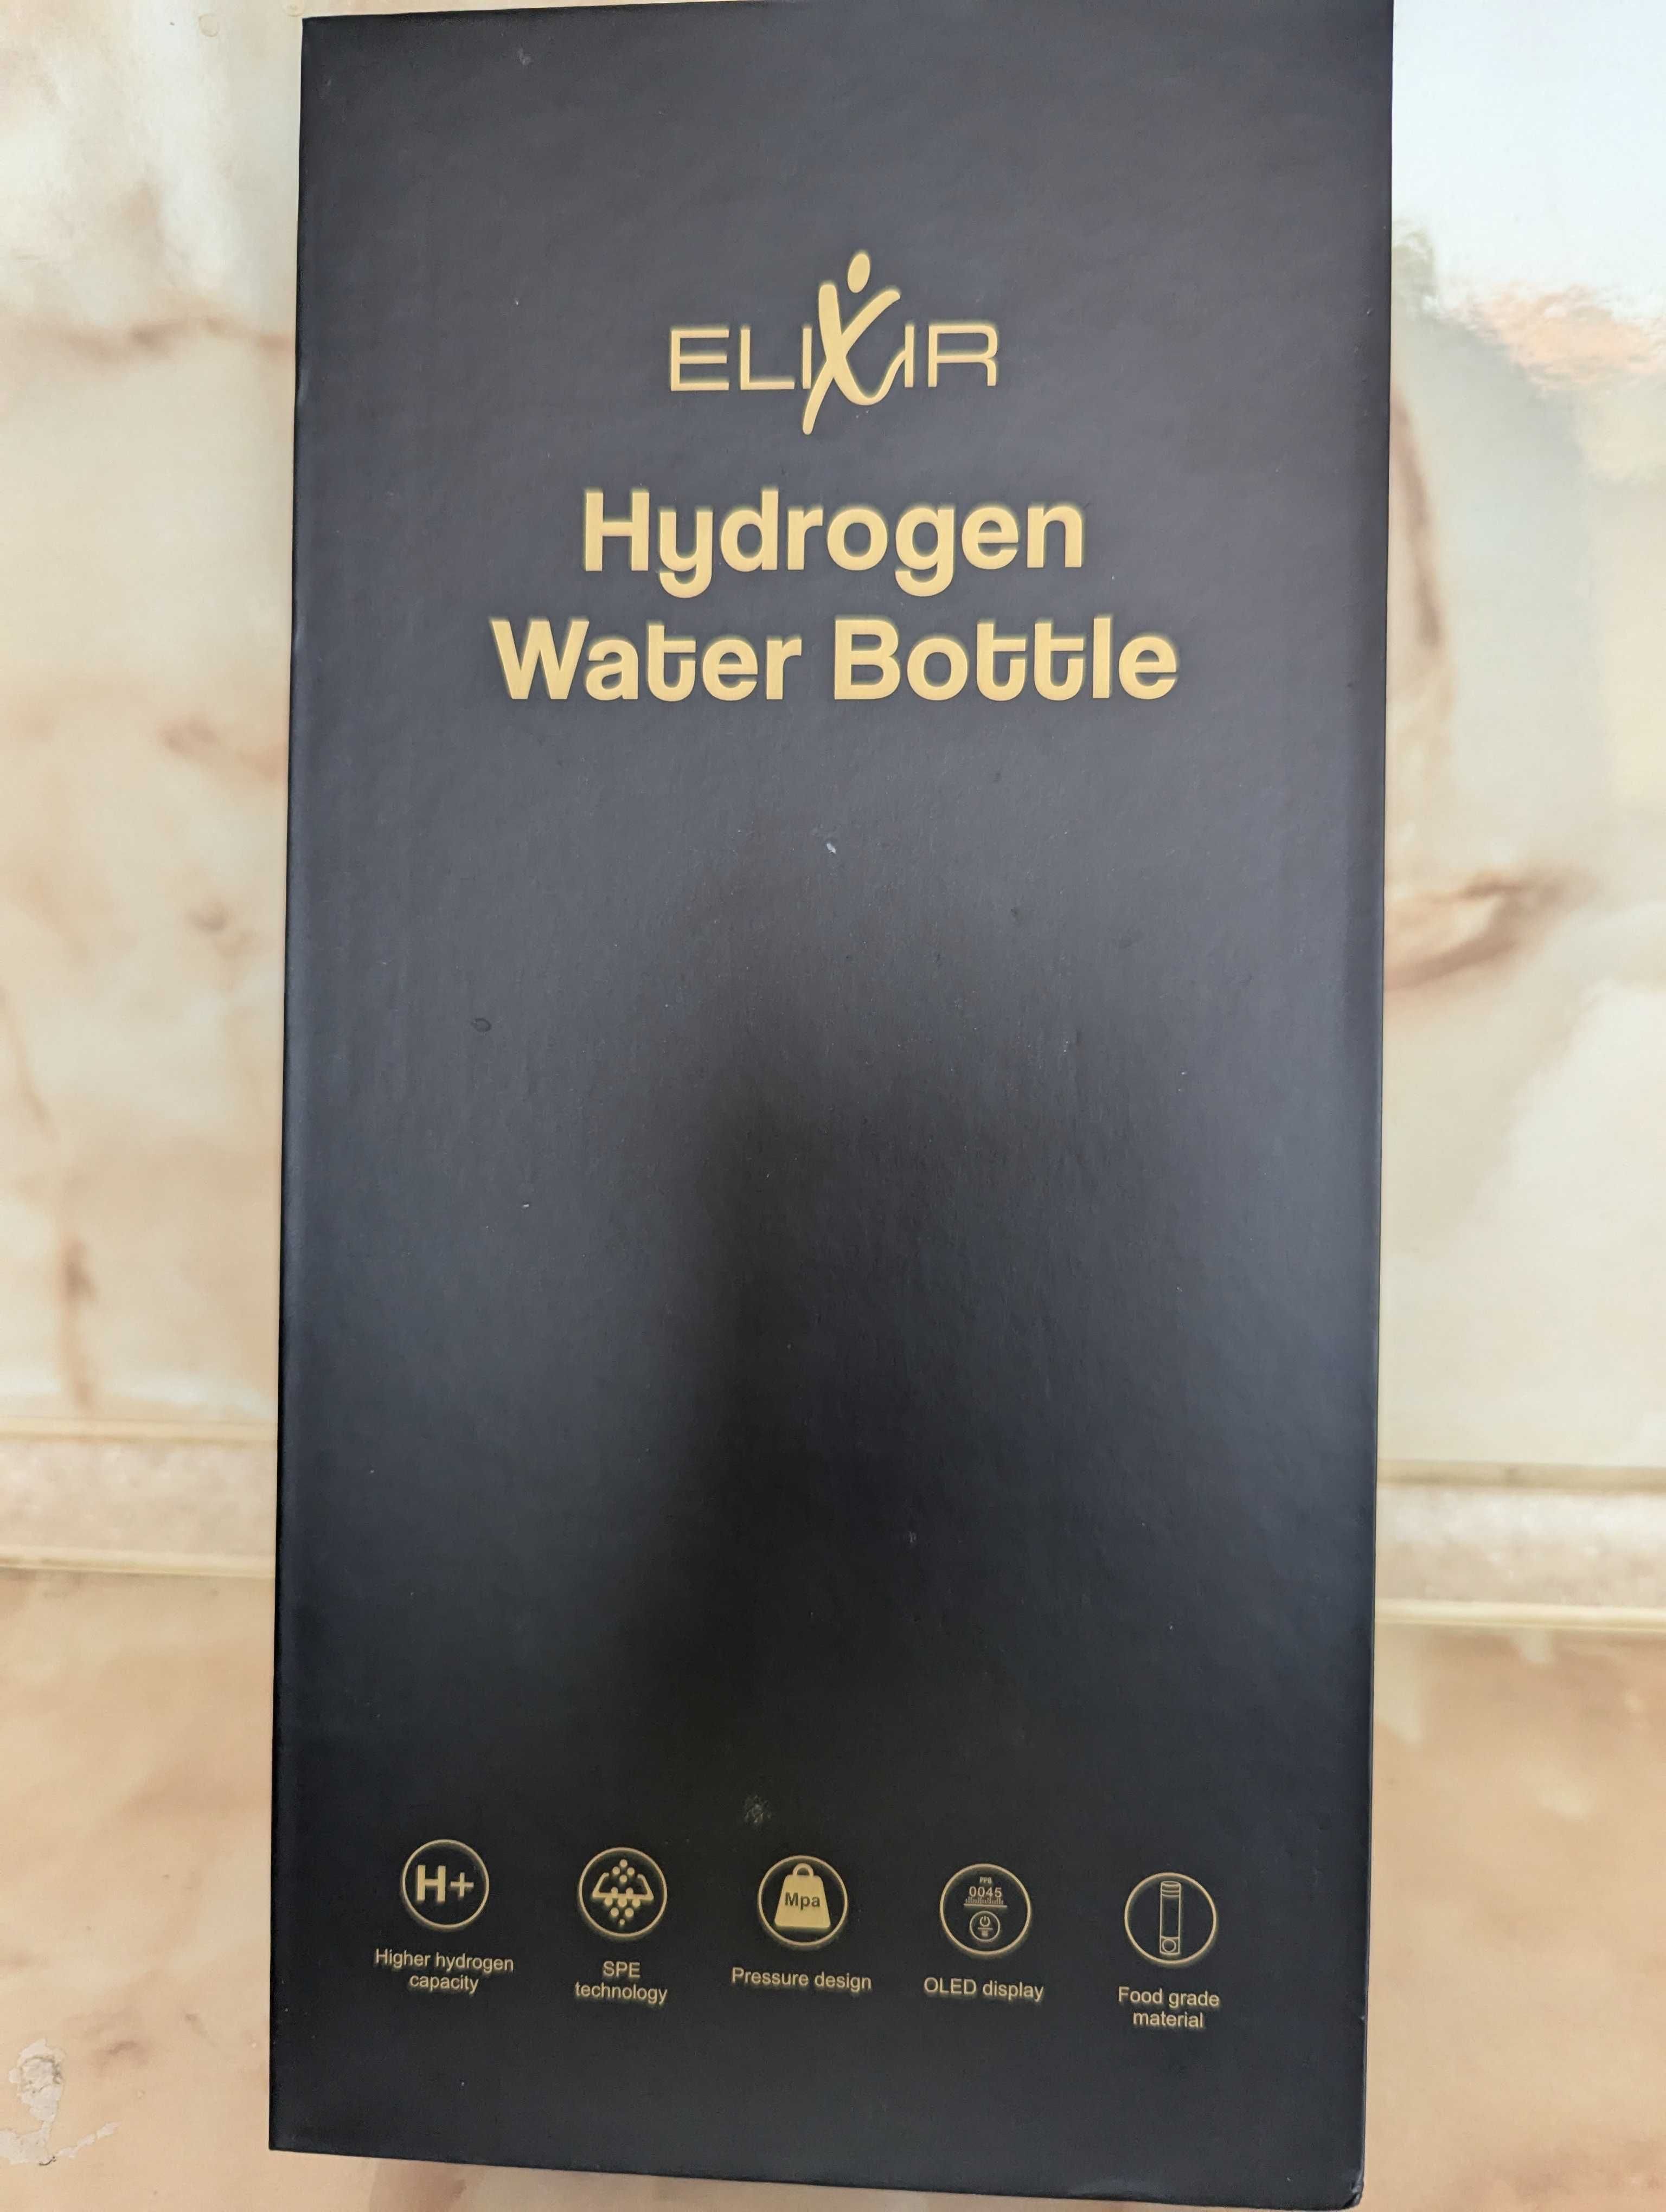 ELIXIR
Hydrogen
Water Bottle
H+
Mpa
0045
Higher hydrogen
capacity
SPE
technology
Pressure design
OLED display
Food grade
material